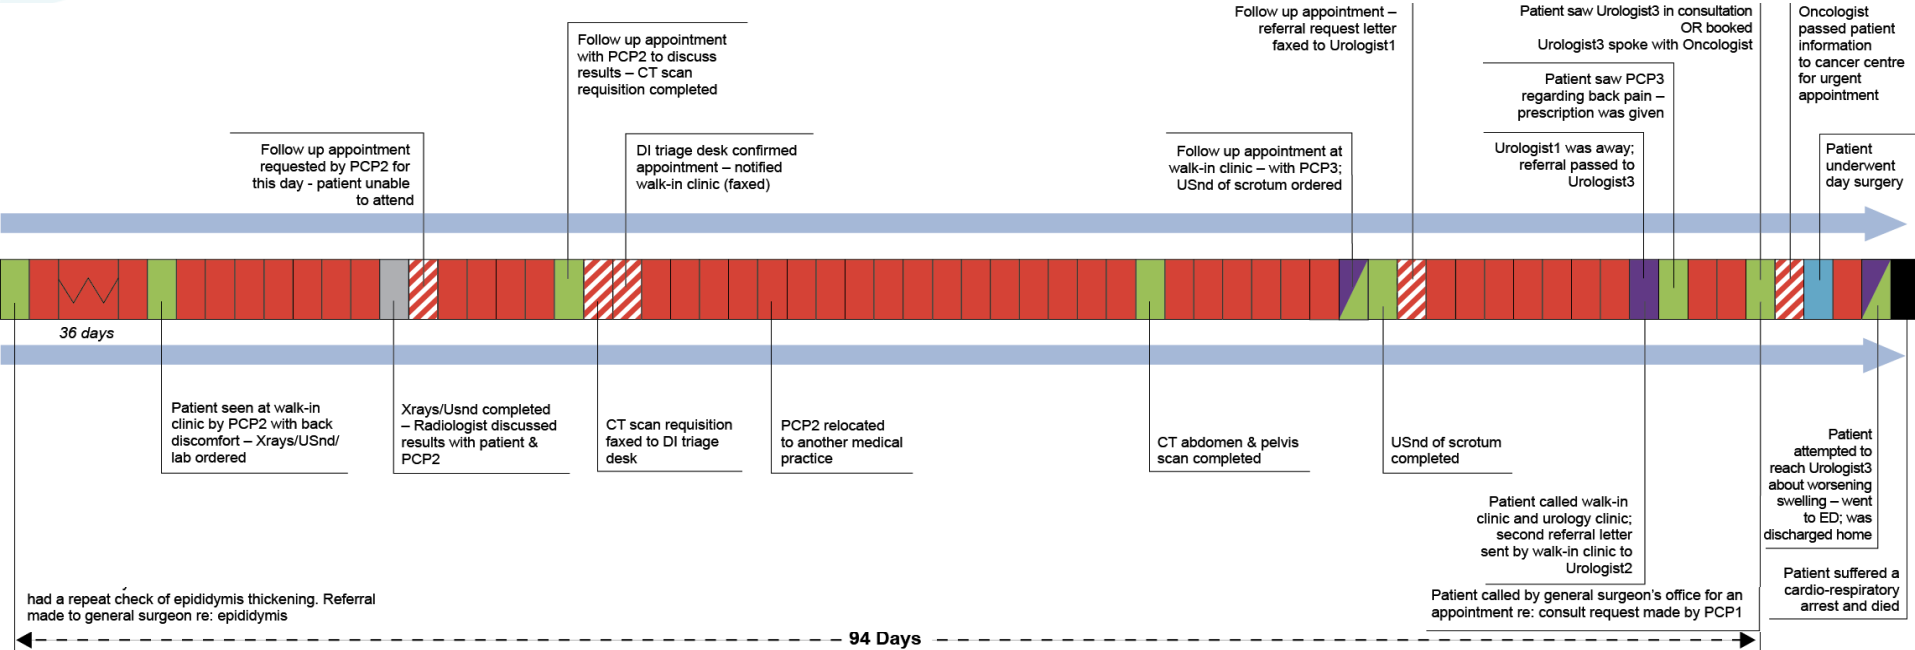 Follow up appointment
with PCP2 to discuss
results – CT scan
requisition completed
Follow up appointment –
referral request letter
faxed to Urologist1
Patient saw Urologist3 in consultation
OR booked
Urologist3 spoke with Oncologist
Oncologist
passed patient
information
to cancer centre
for urgent
appointment
Patient saw PCP3
regarding back pain –
prescription was given
Follow up appointment
requested by PCP2 for
this day - patient unable
to attend
DI triage desk confirmed
appointment – notified
walk-in clinic (faxed)
Follow up appointment at
walk-in clinic – with PCP3;
USnd of scrotum ordered
Urologist1 was away;
referral passed to
Urologist3
Patient
underwent
day surgery
36 days
Patient seen at walk-in
clinic by PCP2 with back
discomfort – Xrays/USnd/
lab ordered
Xrays/Usnd completed
– Radiologist discussed
results with patient &
PCP2
CT scan requisition
faxed to DI triage
desk
PCP2 relocated
to another medical
practice
CT abdomen & pelvis
scan completed
USnd of scrotum
completed
Patient
attempted to
reach Urologist3
about worsening
swelling – went
to ED; was
discharged home
Patient called walk-in
clinic and urology clinic;
second referral letter
sent by walk-in clinic to
Urologist2
Patient suffered a
cardio-respiratory
arrest and died
had a repeat check of epididymis thickening. Referral
made to general surgeon re: epididymis
Patient called by general surgeon's office for an
appointment re: consult request made by PCP1
94 Days